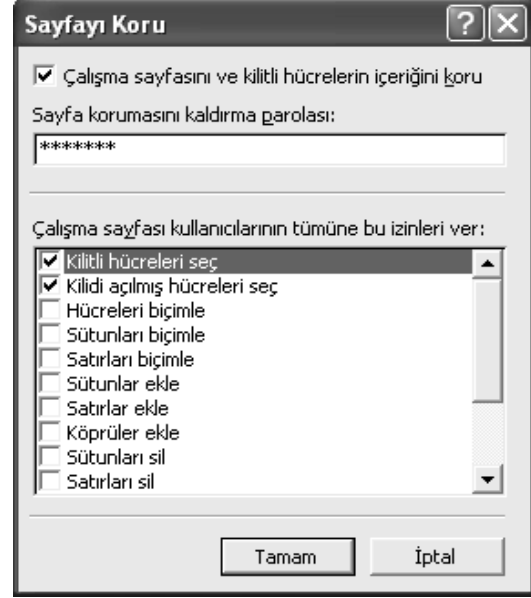 Sayfayı Koru
Çalışma sayfasını ve kilitli hücrelerin içeriğini koru
Sayfa korumasını kaldırma parolası:
*******
Çalışma sayfası kullanıcılarının tümüne bu izinleri ver:
Kilitli hücreleri seç
Kilidi açılmış hücreleri seç
Hücreleri biçimle
Sütunları biçimle
Satırları biçimle
Sütunlar ekle
Satırlar ekle
Köprüler ekle
Sütunları sil
Satırları sil
Tamam İptal